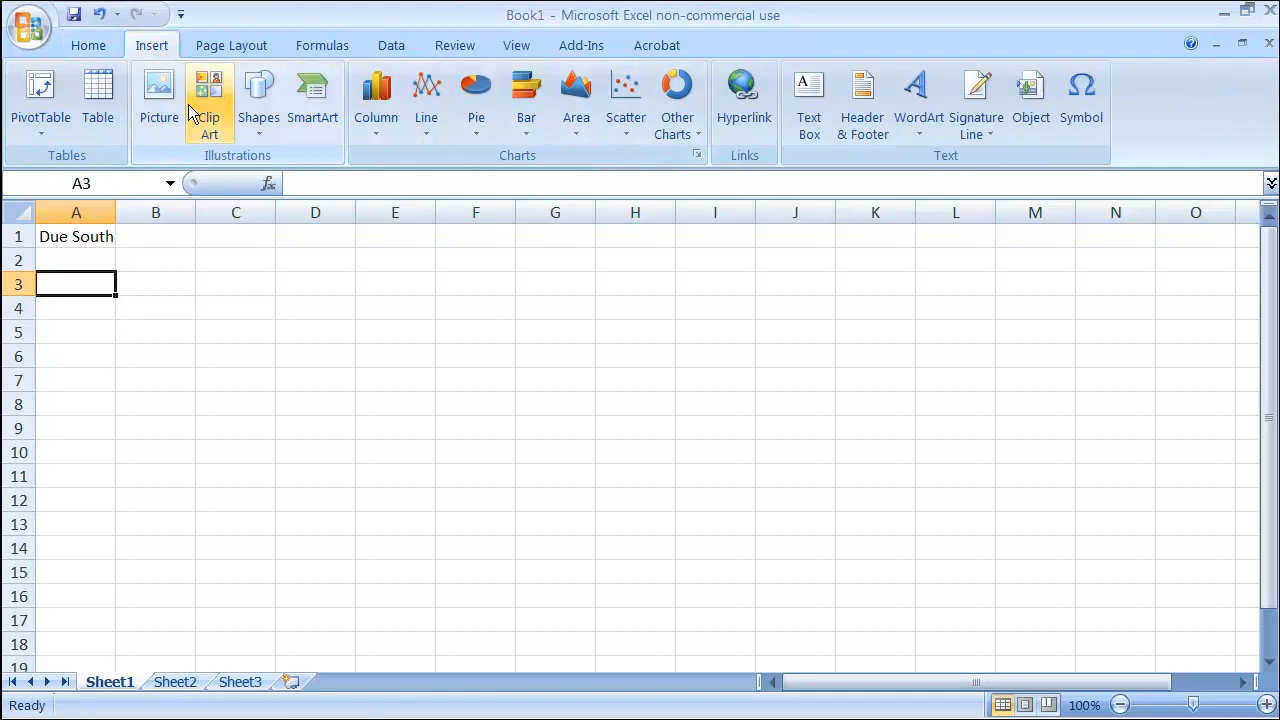 Book1 - Microsoft Excel non-commercial use
Home Insert Page Layout Formulas Data Review View Add-Ins Acrobat
PivotTable Table Picture Clip Art Shapes SmartArt Column Line Pie Bar Area Scatter Other Charts Hyperlink Text Box Header & Footer WordArt Signature Line Object Symbol
Tables Illustrations Charts Links Text
A3 fx
A B C D E F G H I J K L M N O
1 Due South
2
3
4
5
6
7
8
9
10
11
12
13
14
15
16
17
18
19
Sheet1 Sheet2 Sheet3
Ready 100%